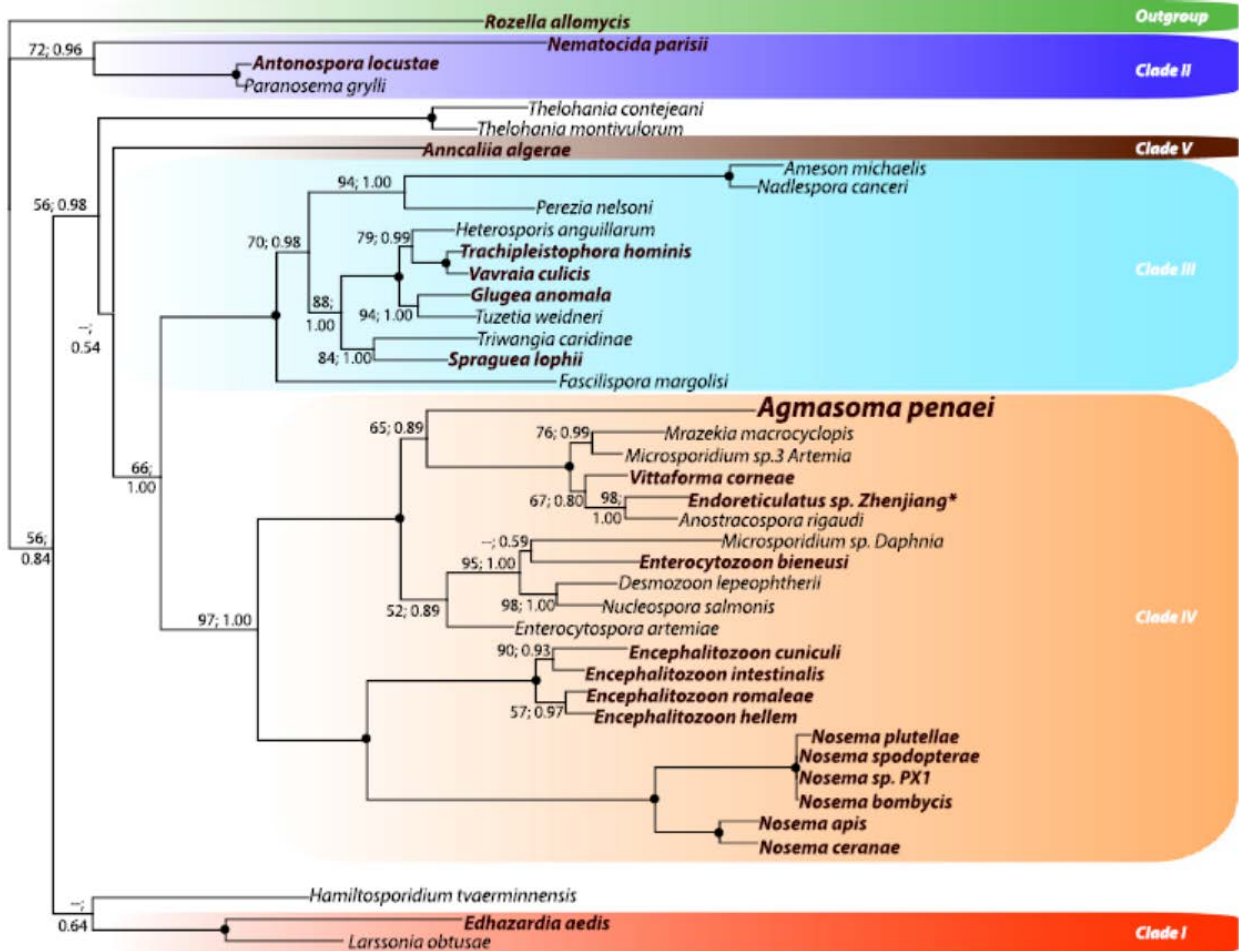 Rozella allomycis
Outgroup
72; 0.96
Nematocida parisii
Antonospora locustae
Clade II
Paranosema grylli
Thelohania contejeani
Thelohania montivulorum
Anncaliia algerae
Clade V
Ameson michaelis
94; 1.00
Nadlespora canceri
56; 0.98
Perezia nelsoni
Heterosporis anguillarum
70; 0.98
79; 0.99
Trachipleistophora hominis
Vavraia culicis
Clade III
Glugea anomala
88;
1.00
94; 1.00
Tuzetia weidneri
--;
0.54
Triwangia caridinae
84; 1.00
Spraguea lophii
Fascilispora margolisi
Agmasoma penaei
65; 0.89
76; 0.99
Mrazekia macrocyclopis
Microsporidium sp.3 Artemia
66;
1.00
Vittaforma corneae
67; 0.80
98;
1.00
Endoreticulatus sp. Zhenjiang*
Anostracospora rigaudi
56;
0.84
--; 0.59
Microsporidium sp. Daphnia
95; 1.00
Enterocytozoon bieneusi
Desmozoon lepeophtherii
52; 0.89
98; 1.00
Nucleospora salmonis
97; 1.00
Enterocytospora artemiae
Clade IV
90; 0.93
Encephalitozoon cuniculi
Encephalitozoon intestinalis
Encephalitozoon romaleae
57; 0.97
Encephalitozoon hellem
Nosema plutellae
Nosema spodopterae
Nosema sp. PX1
Nosema bombycis
Nosema apis
Nosema ceranae
Hamiltosporidium tvaerminnensis
--;
0.64
Edhazardia aedis
Clade I
Larssonia obtusae